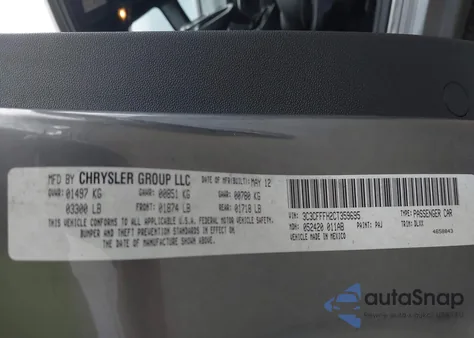 MFD BY CHRYSLER GROUP LLC DATE OF MFR(BUILT): MAY 12
GVWR: 01497 KG GAWR: 00851 KG GAWR: 00780 KG
03300 LB FRONT: 01874 LB REAR: 01718 LB
THIS VEHICLE CONFORMS TO ALL APPLICABLE U.S.A. FEDERAL MOTOR VEHICLE SAFETY,
BUMPER AND THEFT PREVENTION STANDARDS IN EFFECT ON
THE DATE OF MANUFACTURE SHOWN ABOVE.
VIN: 3C3CFFFH2CT359695 TYPE: PASSENGER CAR
MDH: 052420 011AB PAINT: PAJ TRIM: DLXX
VEHICLE MADE IN MEXICO 4650843
autoSnap